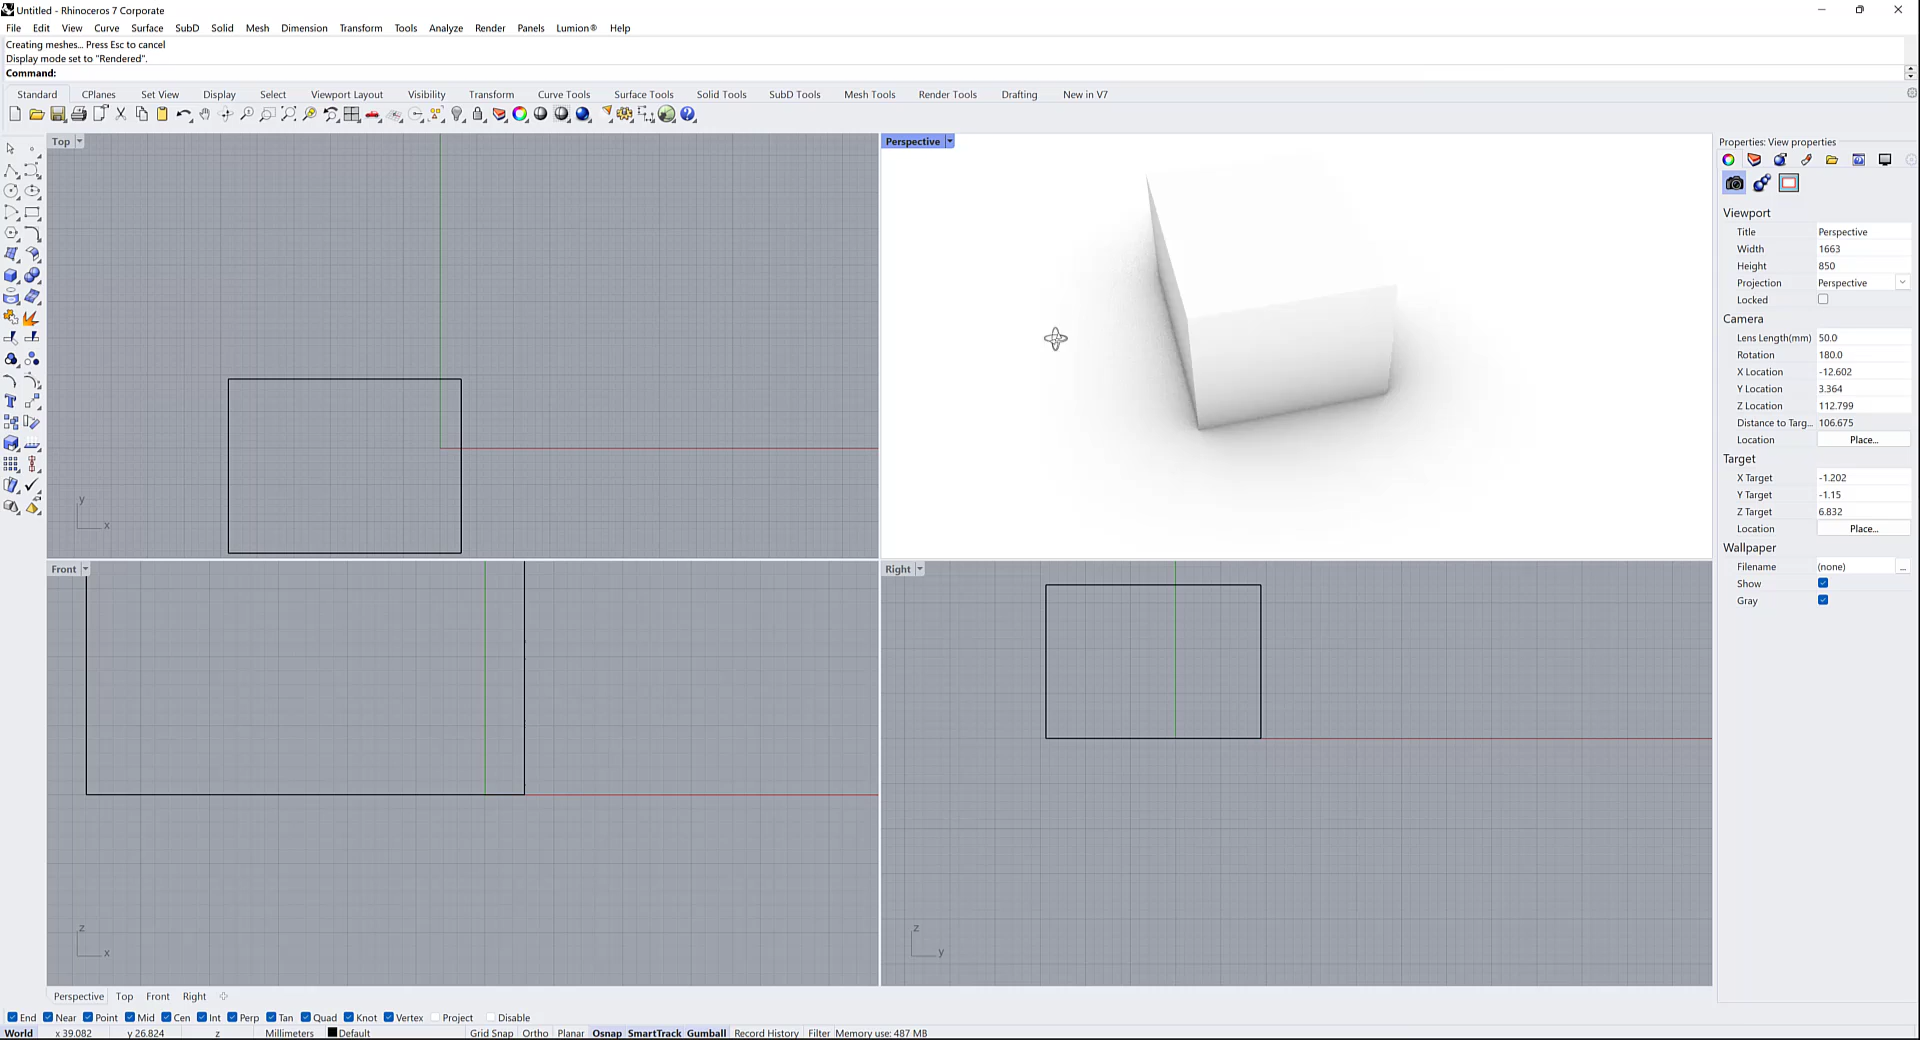 Untitled - Rhinoceros 7 Corporate
File Edit View Curve Surface SubD Solid Mesh Dimension Transform Tools Analyze Render Panels Lumion® Help
Creating meshes... Press Esc to cancel
Display mode set to "Rendered".
Command:
Standard CPlanes Set View Display Select Viewport Layout Visibility Transform Curve Tools Surface Tools Solid Tools SubD Tools Mesh Tools Render Tools Drafting New in V7
Top
y
x
Perspective
Front
z
x
Right
z
y
Properties: View properties
Viewport
Title Perspective
Width 1663
Height 850
Projection Perspective
Locked
Camera
Lens Length(mm) 50.0
Rotation 180.0
X Location -12.602
Y Location 3.364
Z Location 112.799
Distance to Targ... 106.675
Location Place...
Target
X Target -1.202
Y Target -1.15
Z Target 6.832
Location Place...
Wallpaper
Filename (none) ...
Show
Gray
Perspective Top Front Right
End Near Point Mid Cen Int Perp Tan Quad Knot Vertex Project Disable
World x 39.082 y 26.824 z Millimeters Default Grid Snap Ortho Planar Osnap SmartTrack Gumball Record History Filter Memory use: 487 MB